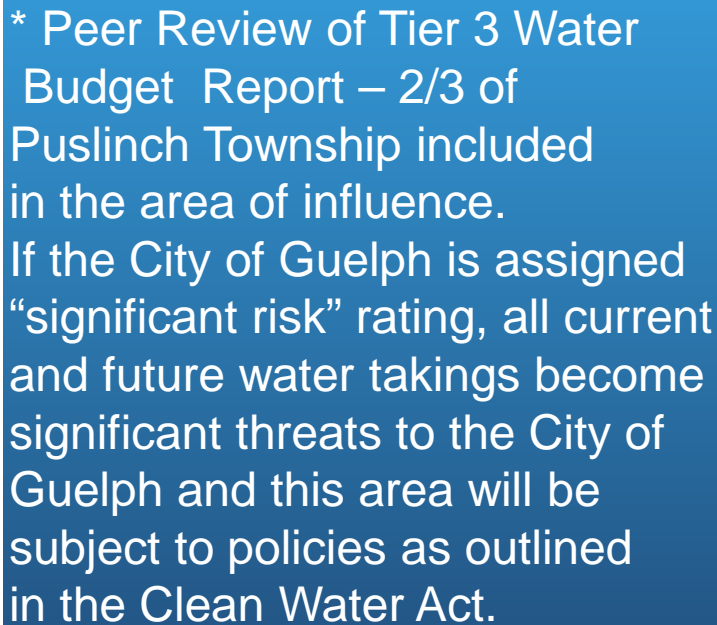 * Peer Review of Tier 3 Water
Budget Report – 2/3 of
Puslinch Township included
in the area of influence.
If the City of Guelph is assigned
“significant risk” rating, all current
and future water takings become
significant threats to the City of
Guelph and this area will be
subject to policies as outlined
in the Clean Water Act.